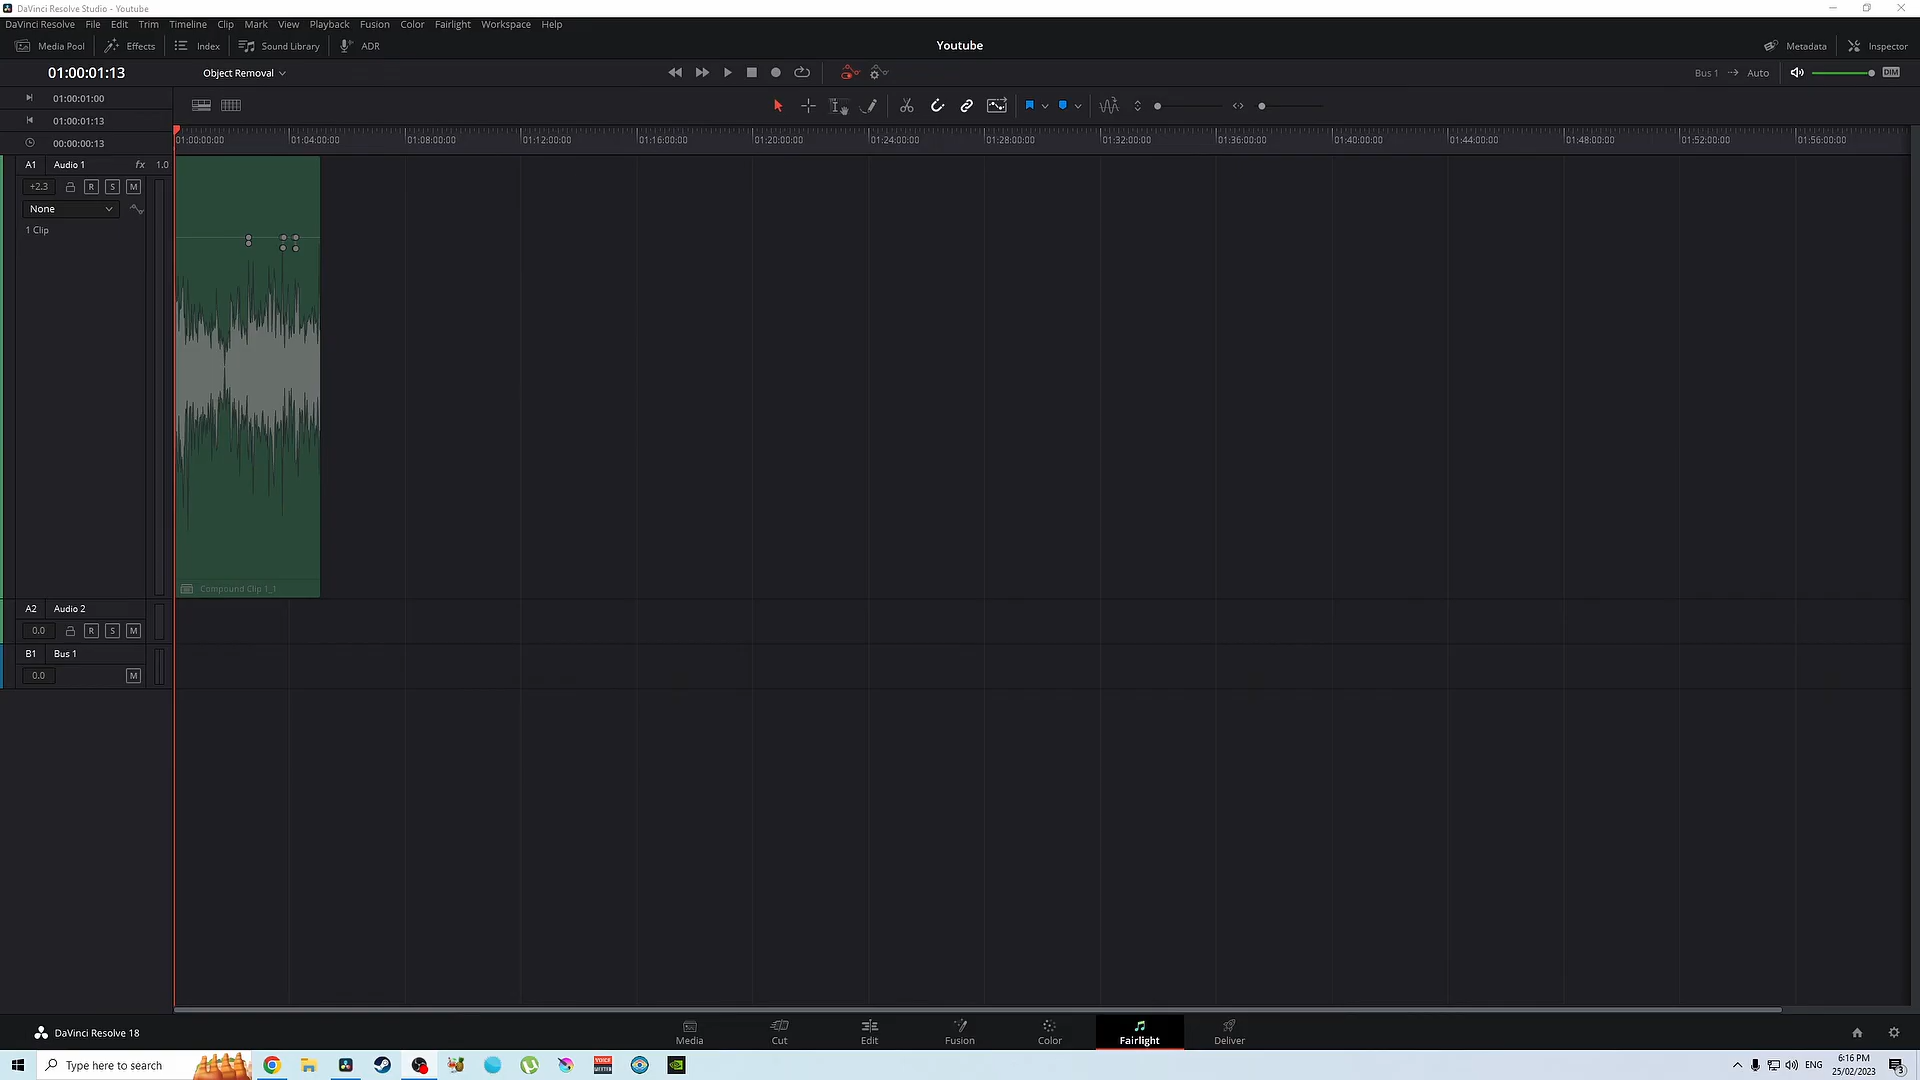 DaVinci Resolve Studio - Youtube
DaVinci Resolve File Edit Trim Timeline Clip Mark View Playback Fusion Color Fairlight Workspace Help
Media Pool Effects Index Sound Library ADR Youtube Metadata Inspector
01:00:01:13 Object Removal Bus 1 Auto DIM
01:00:01:00
01:00:01:13
00:00:00:13
01:00:00:00 01:04:00:00 01:08:00:00 01:12:00:00 01:16:00:00 01:20:00:00 01:24:00:00 01:28:00:00 01:32:00:00 01:36:00:00 01:40:00:00 01:44:00:00 01:48:00:00 01:52:00:00 01:56:00:00
A1 Audio 1 fx 1.0
+2.3 R S M
None
1 Clip
Compound Clip 1_1
A2 Audio 2
0.0 R S M
B1 Bus 1
0.0 M
DaVinci Resolve 18
Media Cut Edit Fusion Color Fairlight Deliver
Type here to search
ENG
6:16 PM
25/02/2023
3